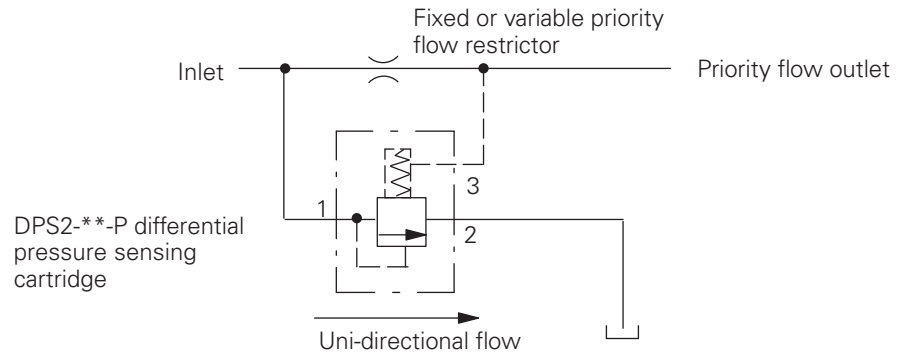 Fixed or variable priority
flow restrictor
Inlet
Priority flow outlet
3
1
2
DPS2-**-P differential
pressure sensing
cartridge
Uni-directional flow